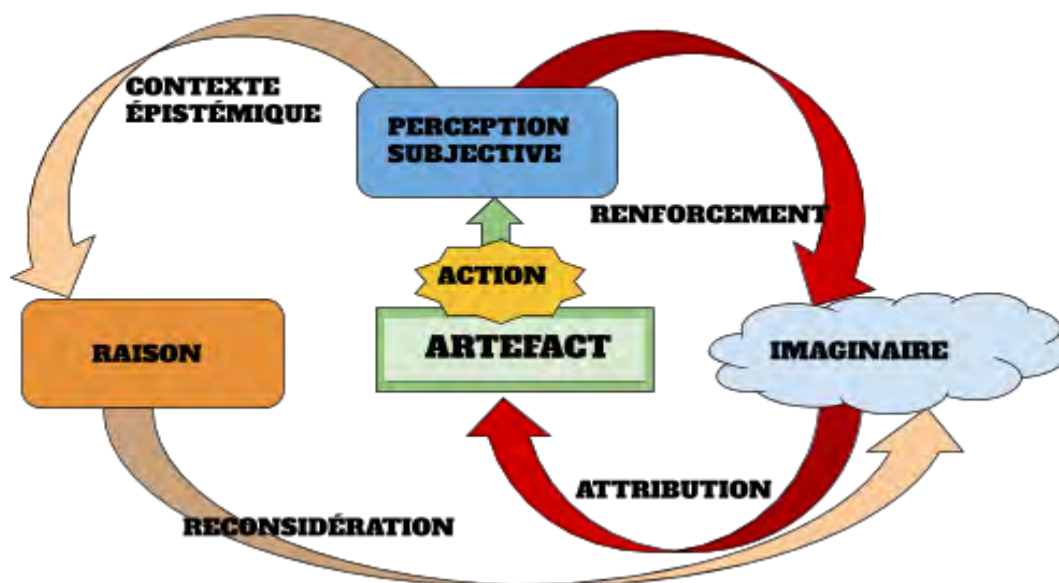 CONTEXTE
ÉPISTÉMIQUE
PERCEPTION
SUBJECTIVE
RENFORCEMENT
ACTION
RAISON
ARTEFACT
IMAGINAIRE
ATTRIBUTION
RECONSIDÉRATION